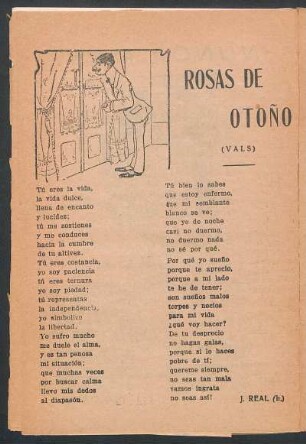 ROSAS DE
OTOÑO
(VALS)
Tú eres la vida,
la vida dulce,
llena de encanto
y lucidez;
tú me sostienes
y me conduces
hacia la cumbre
de tu altivez.
Tú eres constancia,
yo soy paciencia
tú eres ternura
yo soy piedad;
tú representas
la independencia,
yo simbolizo
la libertad.
Yo sufro mucho
me duele el alma,
y es tan penosa
mi situación;
que muchas veces
por buscar calma
llevo mis dedos
al diapasón.
Tú bien lo sabes
que estoy enfermo,
que mi semblante
blanco se ve;
que yo de noche
casi no duermo,
no duermo nada
no sé por qué.
Por qué yo sueño
porque te aprecio,
porque a mi lado
te he de tener;
son sueños malos
torpes y necios
para mi vida
¿qué voy hacer?
De tu desprecio
no hagas galas,
porque si le haces
pobre de tí;
quereme siempre,
no seas tan mala
vamos ingrata
no seas así!
J. REAL (h.)